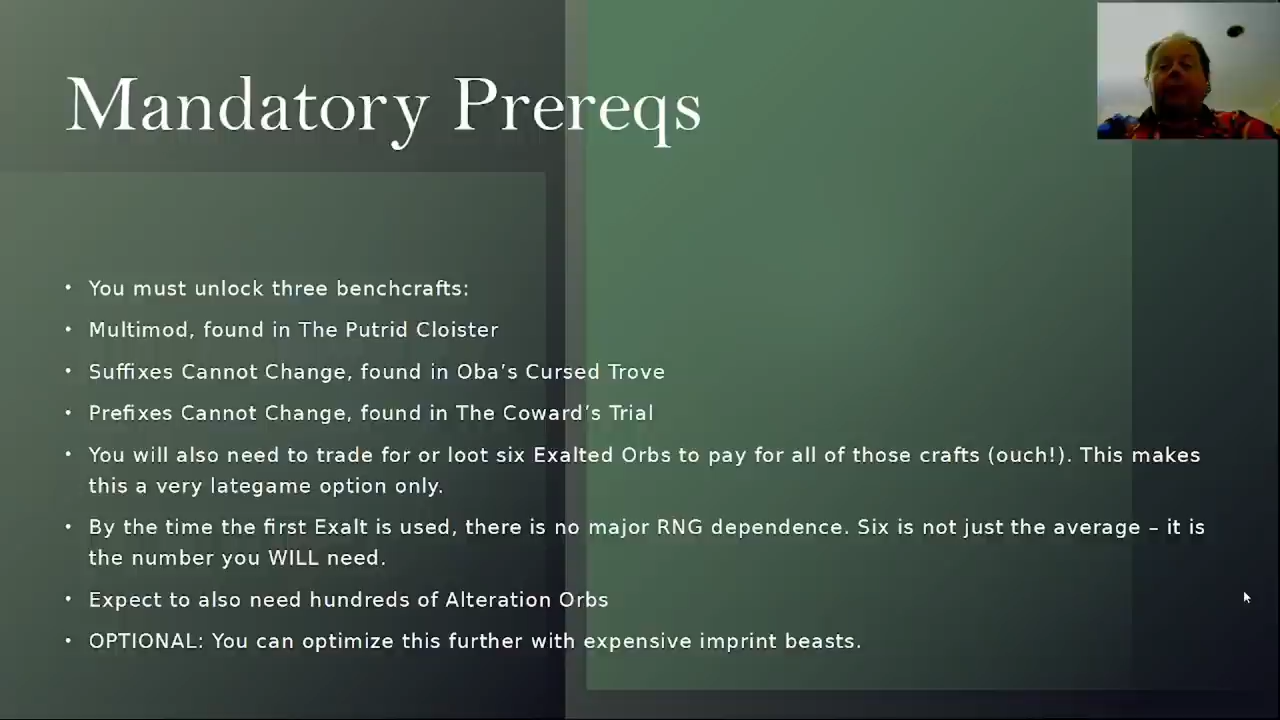 Mandatory Prereqs
• You must unlock three benchcrafts:
• Multimod, found in The Putrid Cloister
• Suffixes Cannot Change, found in Oba’s Cursed Trove
• Prefixes Cannot Change, found in The Coward’s Trial
• You will also need to trade for or loot six Exalted Orbs to pay for all of those crafts (ouch!). This makes
this a very lategame option only.
• By the time the first Exalt is used, there is no major RNG dependence. Six is not just the average – it is
the number you WILL need.
• Expect to also need hundreds of Alteration Orbs
• OPTIONAL: You can optimize this further with expensive imprint beasts.